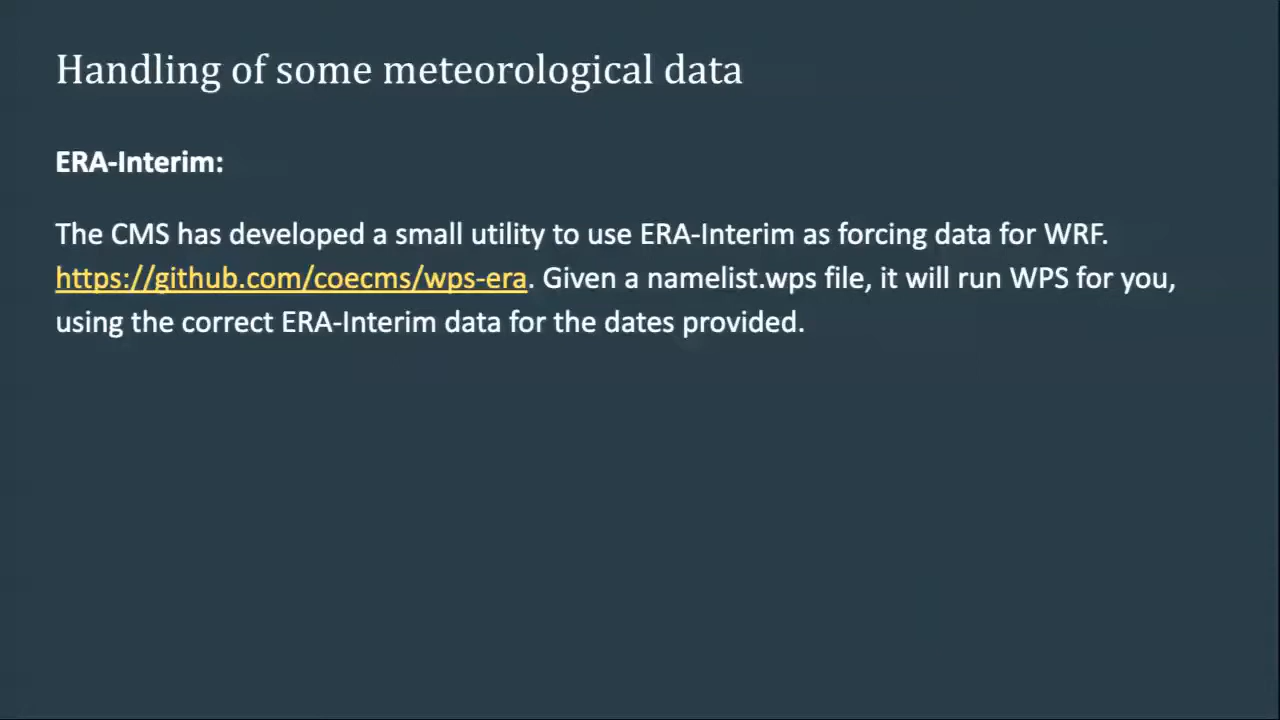 Handling of some meteorological data
ERA-Interim:
The CMS has developed a small utility to use ERA-Interim as forcing data for WRF.
https://github.com/coecms/wps-era. Given a namelist.wps file, it will run WPS for you,
using the correct ERA-Interim data for the dates provided.